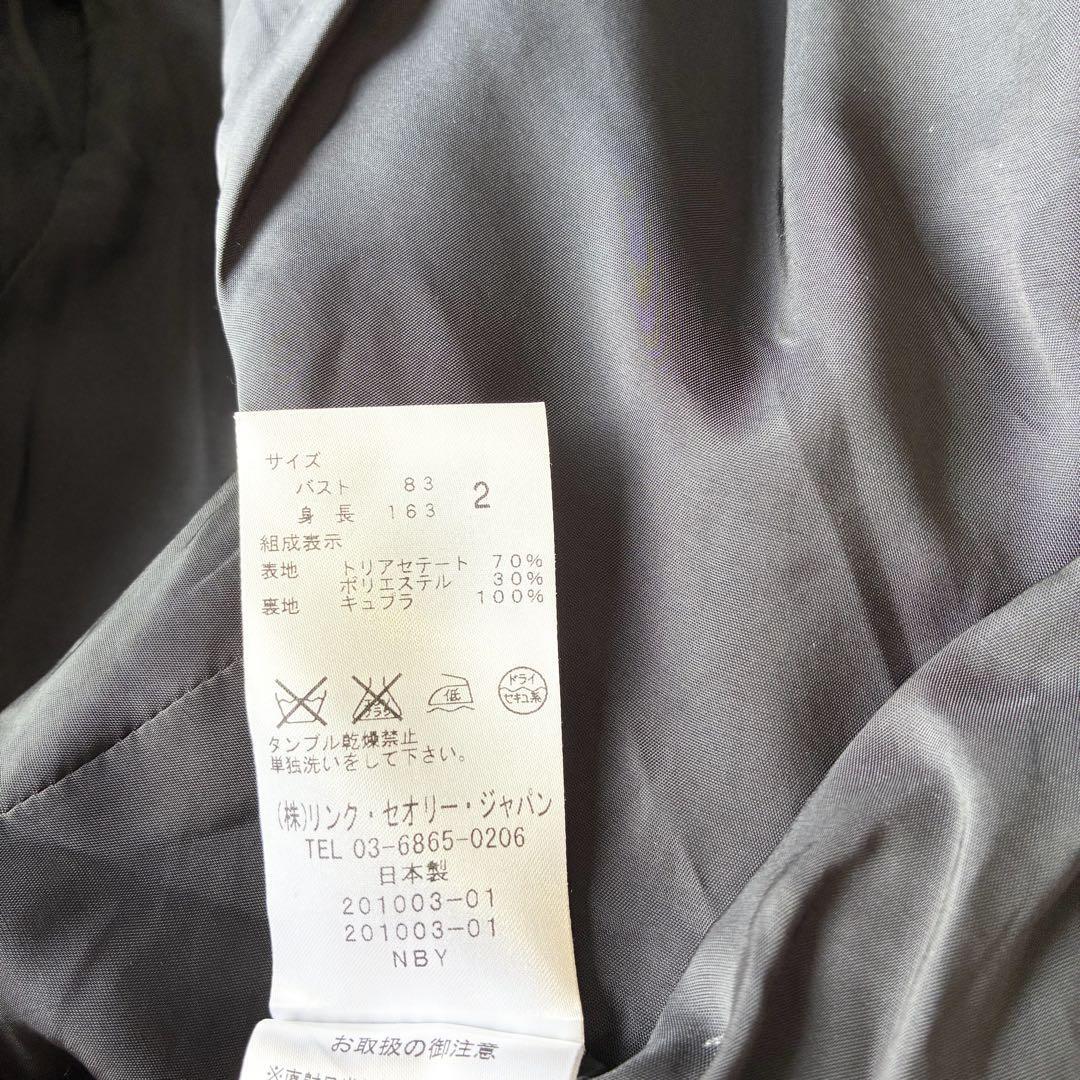 サイズ
バスト 83 2
身長 163
組成表示
表地 トリアセテート 70%
ポリエステル 30%
裏地 キュプラ 100%
低
ドライ
セキユ系
タンブル乾燥禁止
単独洗いをして下さい。
(株)リンク・セオリー・ジャパン
TEL 03-6865-0206
日本製
201003-01
201003-01
NBY
お取扱の御注意